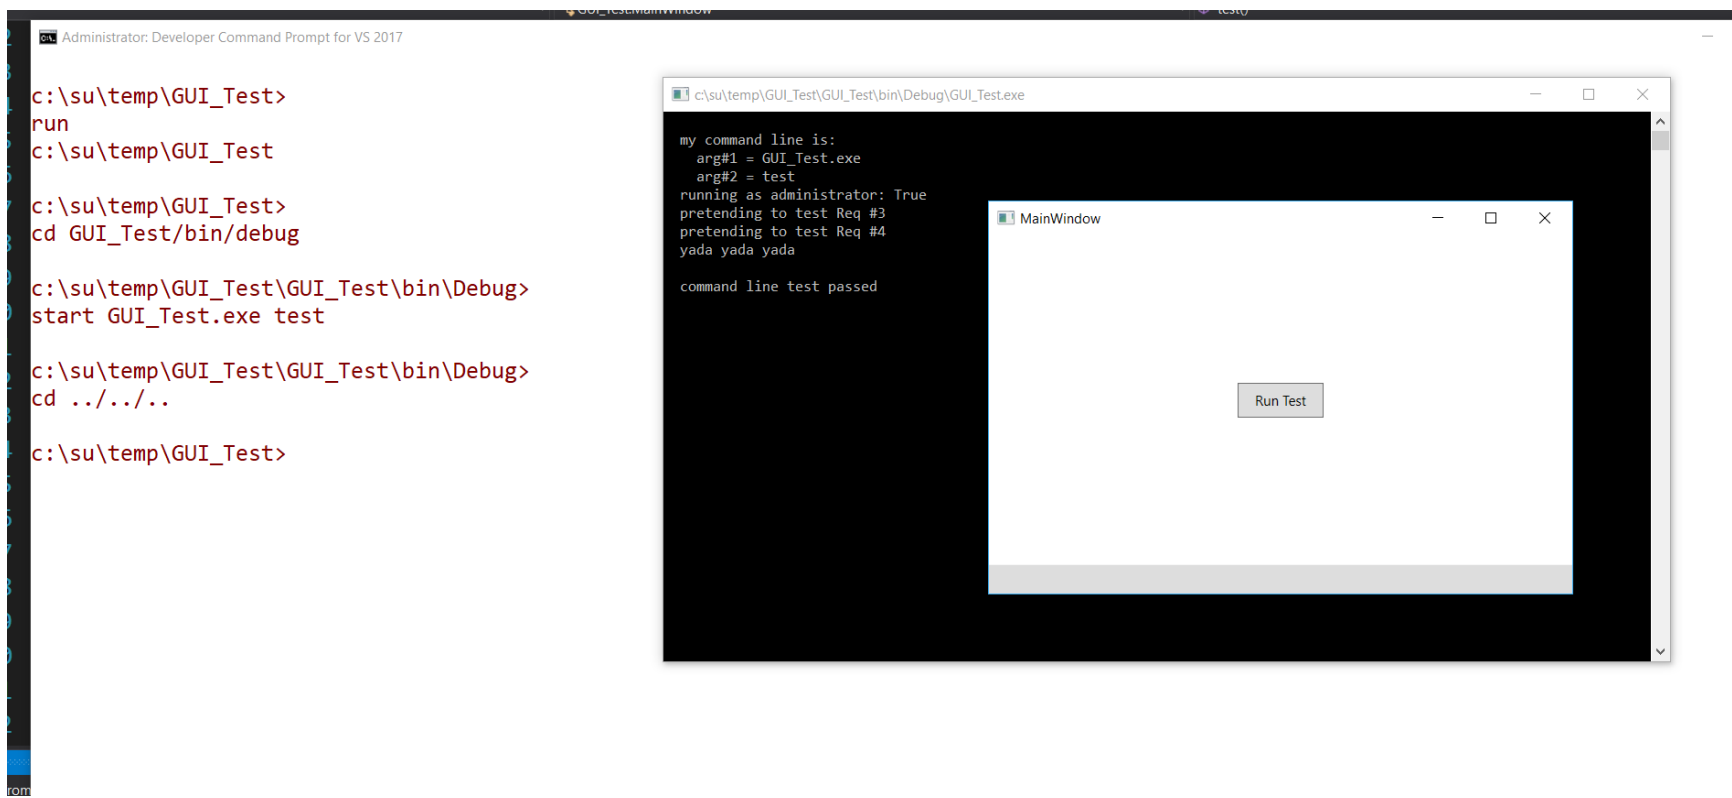 GUI_Test.MainWindow
test()
Administrator: Developer Command Prompt for VS 2017
c:\su\temp\GUI_Test>
run
c:\su\temp\GUI_Test
c:\su\temp\GUI_Test>
cd GUI_Test/bin/debug
c:\su\temp\GUI_Test\GUI_Test\bin\Debug>
start GUI_Test.exe test
c:\su\temp\GUI_Test\GUI_Test\bin\Debug>
cd ../../..
c:\su\temp\GUI_Test>
c:\su\temp\GUI_Test\GUI_Test\bin\Debug\GUI_Test.exe
my command line is:
arg#1 = GUI_Test.exe
arg#2 = test
running as administrator: True
pretending to test Req #3
pretending to test Req #4
yada yada yada
command line test passed
MainWindow
Run Test